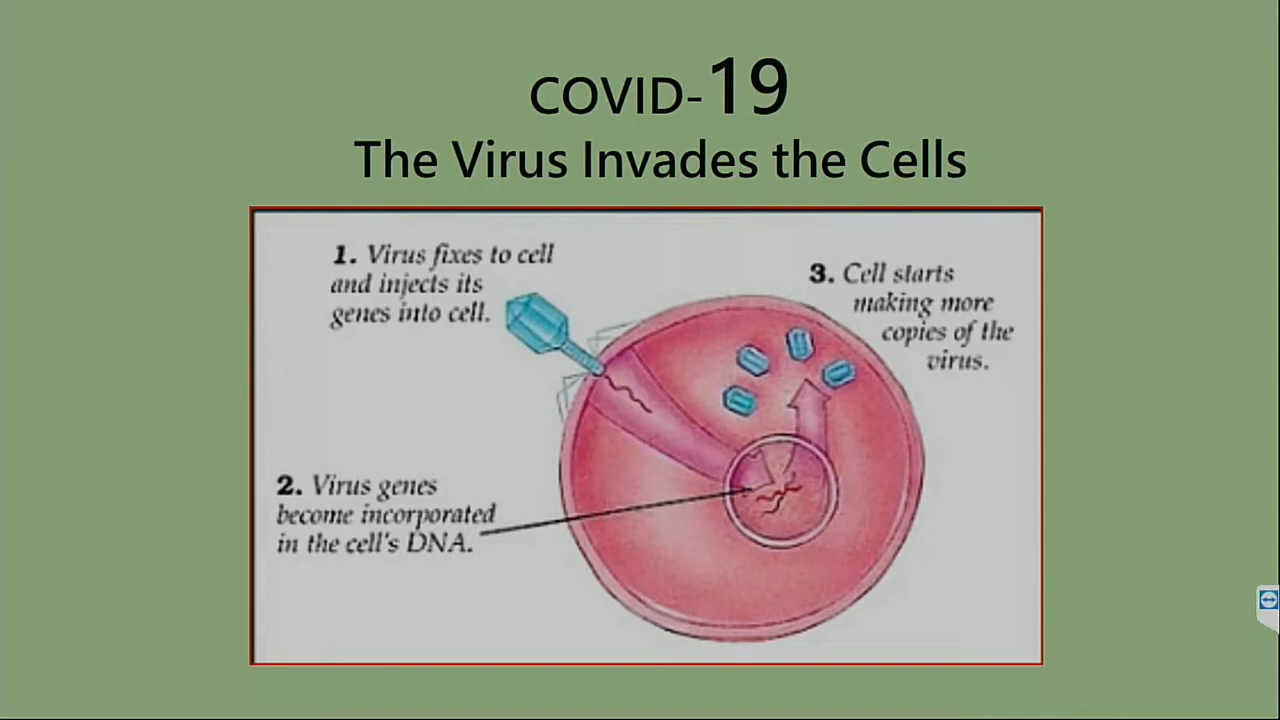 COVID-19
The Virus Invades the Cells
1. Virus fixes to cell
and injects its
genes into cell.
3. Cell starts
making more
copies of the
virus.
2. Virus genes
become incorporated
in the cell's DNA.